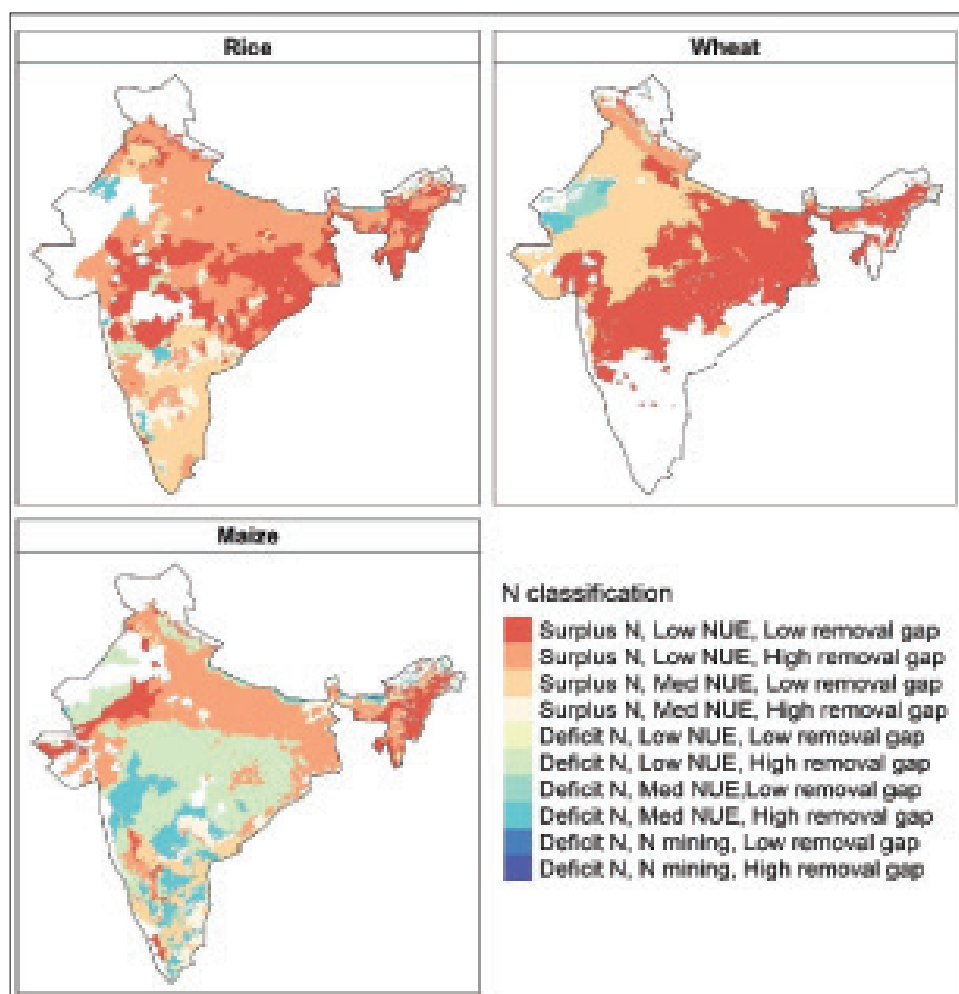 Rice
Wheat
Maize
N classification
Surplus N, Low NUE, Low removal gap
Surplus N, Low NUE, High removal gap
Surplus N, Med NUE, Low removal gap
Surplus N, Med NUE, High removal gap
Deficit N, Low NUE, Low removal gap
Deficit N, Low NUE, High removal gap
Deficit N, Med NUE,Low removal gap
Deficit N, Med NUE, High removal gap
Deficit N, N mining, Low removal gap
Deficit N, N mining, High removal gap